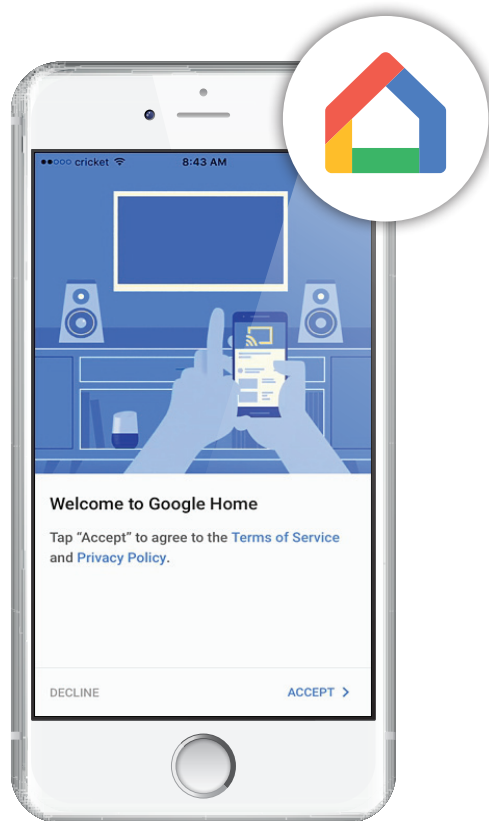 cricket 8:43 AM
Welcome to Google Home
Tap “Accept” to agree to the Terms of Service
and Privacy Policy.
DECLINE ACCEPT